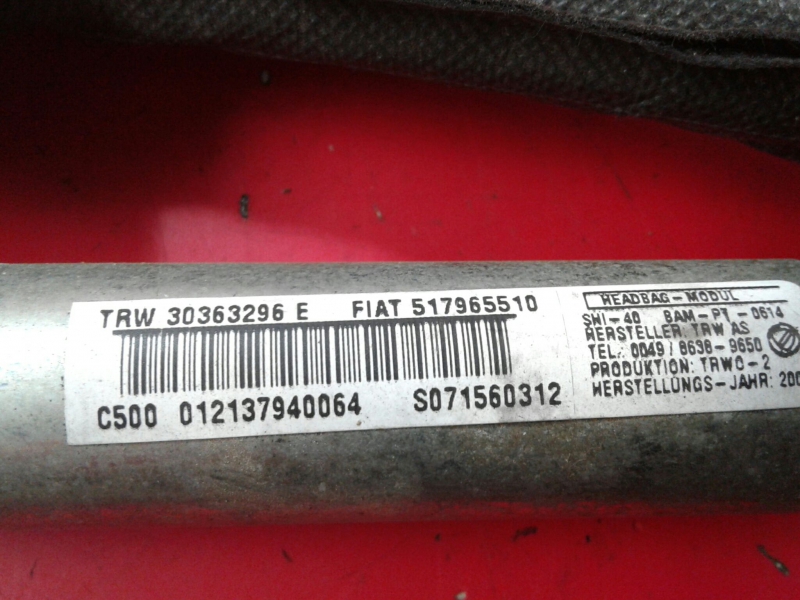 TRW 30363296 E FIAT 517965510
C500 012137940064 S071560312
HEADBAG-MODUL
SHI-40 BAM-PT-0614
HERSTELLER: TRW AS
TEL.: 0049/8638-9650
PRODUKTION: TRWO-2
HERSTELLUNGS-JAHR: 200